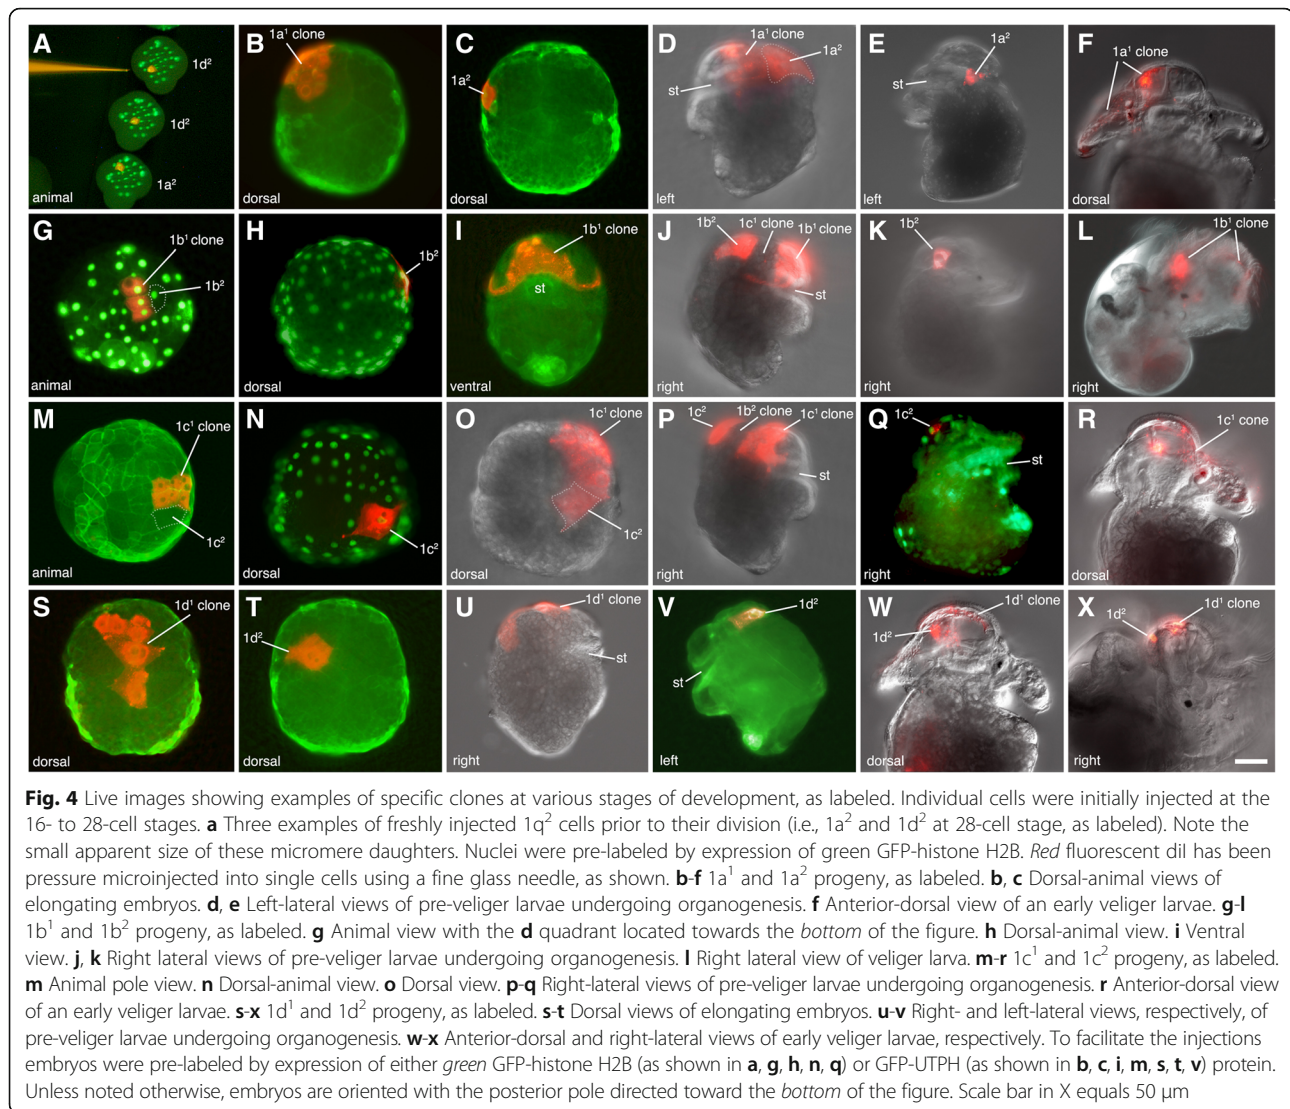 A
1d²
1d²
1a²
animal
B
1a¹ clone
dorsal
C
1a²
dorsal
D
1a¹ clone
1a²
st
left
E
1a²
st
left
F
1a¹ clone
dorsal
G
1b¹ clone
1b²
animal
H
1b²
dorsal
I
1b¹ clone
st
ventral
J
1b²
1c¹ clone
1b¹ clone
st
right
K
1b²
right
L
1b¹ clone
right
M
1c¹ clone
1c²
animal
N
1c²
dorsal
O
1c¹ clone
1c²
dorsal
P
1c²
1b² clone
1c¹ clone
st
right
Q
1c²
st
right
R
1c¹ cone
dorsal
S
1d¹ clone
dorsal
T
1d²
dorsal
U
1d¹ clone
st
right
V
1d²
st
left
W
1d¹ clone
1d²
dorsal
X
1d²
1d¹ clone
right
Fig. 4 Live images showing examples of specific clones at various stages of development, as labeled. Individual cells were initially injected at the
16- to 28-cell stages. a Three examples of freshly injected 1q² cells prior to their division (i.e., 1a² and 1d² at 28-cell stage, as labeled). Note the
small apparent size of these micromere daughters. Nuclei were pre-labeled by expression of green GFP-histone H2B. Red fluorescent diI has been
pressure microinjected into single cells using a fine glass needle, as shown. b-f 1a¹ and 1a² progeny, as labeled. b, c Dorsal-animal views of
elongating embryos. d, e Left-lateral views of pre-veliger larvae undergoing organogenesis. f Anterior-dorsal view of an early veliger larvae. g-l
1b¹ and 1b² progeny, as labeled. g Animal view with the d quadrant located towards the bottom of the figure. h Dorsal-animal view. i Ventral
view. j, k Right lateral views of pre-veliger larvae undergoing organogenesis. l Right lateral view of veliger larva. m-r 1c¹ and 1c² progeny, as labeled.
m Animal pole view. n Dorsal-animal view. o Dorsal view. p-q Right-lateral views of pre-veliger larvae undergoing organogenesis. r Anterior-dorsal view
of an early veliger larvae. s-x 1d¹ and 1d² progeny, as labeled. s-t Dorsal views of elongating embryos. u-v Right- and left-lateral views, respectively, of
pre-veliger larvae undergoing organogenesis. w-x Anterior-dorsal and right-lateral views of early veliger larvae, respectively. To facilitate the injections
embryos were pre-labeled by expression of either green GFP-histone H2B (as shown in a, g, h, n, q) or GFP-UTPH (as shown in b, c, i, m, s, t, v) protein.
Unless noted otherwise, embryos are oriented with the posterior pole directed toward the bottom of the figure. Scale bar in X equals 50 μm